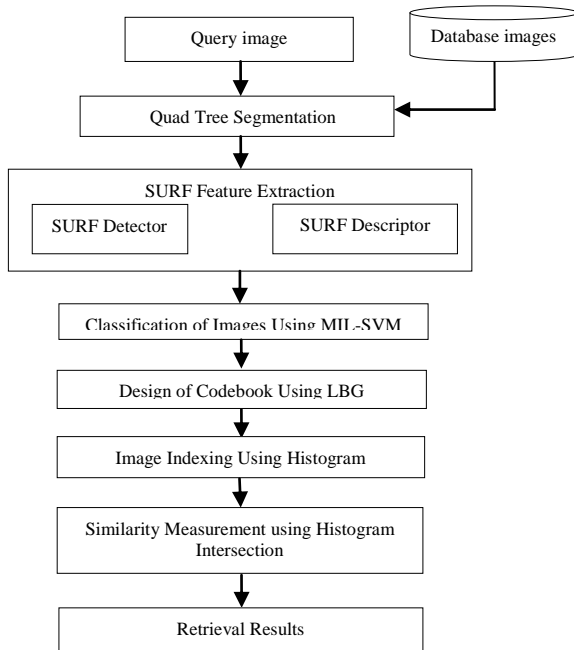 Query image
Database images
Quad Tree Segmentation
SURF Feature Extraction
SURF Detector
SURF Descriptor
Classification of Images Using MIL-SVM
Design of Codebook Using LBG
Image Indexing Using Histogram
Similarity Measurement using Histogram
Intersection
Retrieval Results